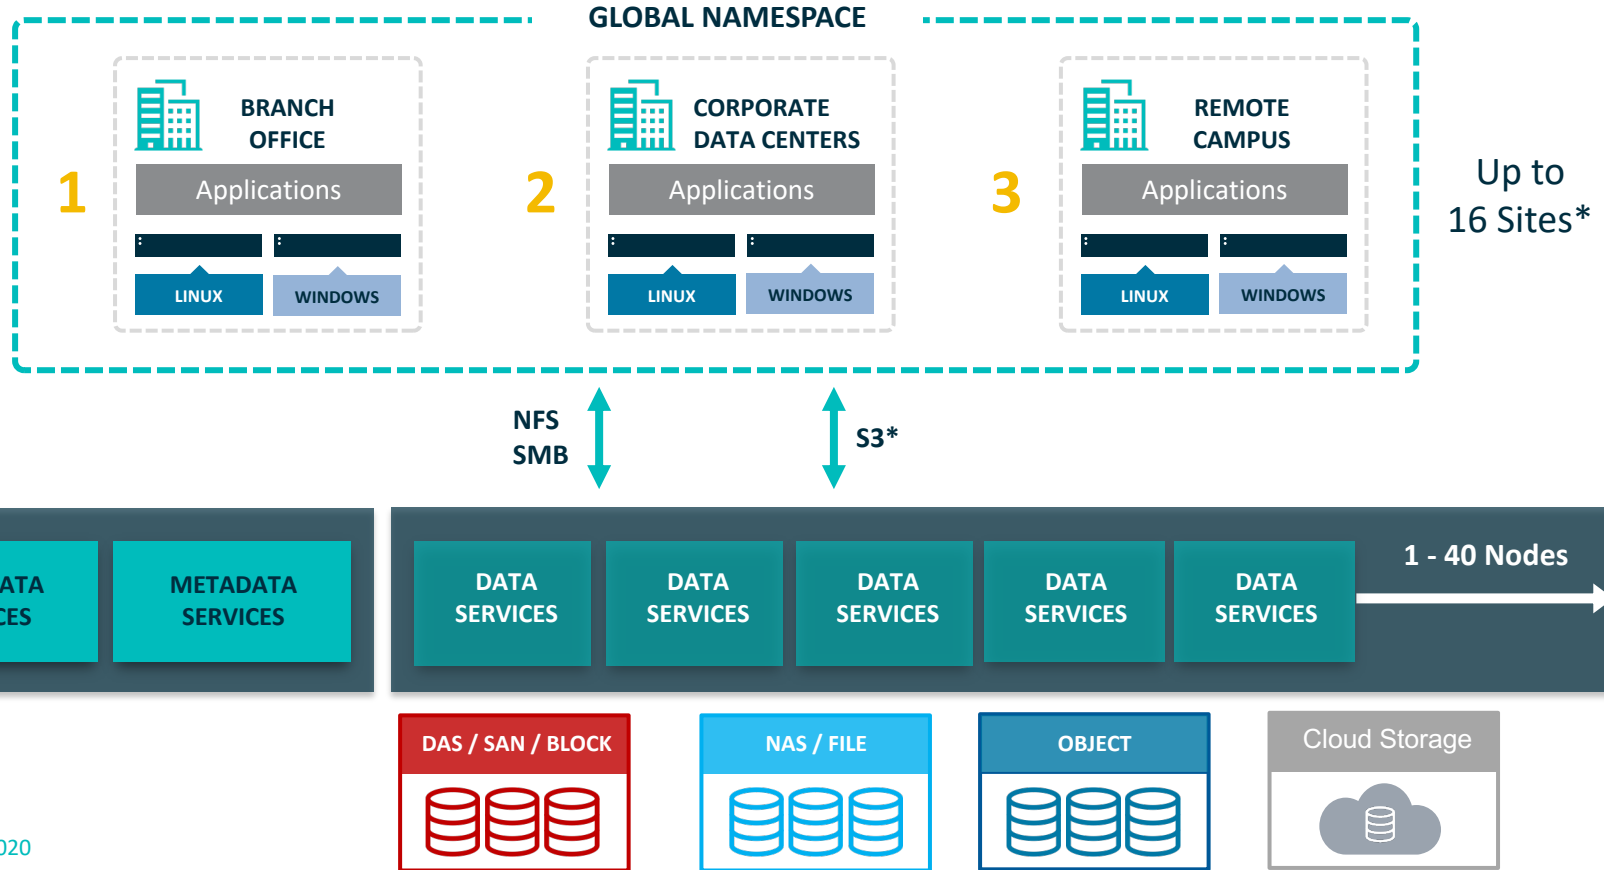 GLOBAL NAMESPACE
1
BRANCH
OFFICE
Applications
LINUX
WINDOWS
2
CORPORATE
DATA CENTERS
Applications
LINUX
WINDOWS
3
REMOTE
CAMPUS
Applications
LINUX
WINDOWS
Up to
16 Sites*
NFS
SMB
S3*
ATA
CES
METADATA
SERVICES
DATA
SERVICES
DATA
SERVICES
DATA
SERVICES
DATA
SERVICES
DATA
SERVICES
1 - 40 Nodes
DAS / SAN / BLOCK
NAS / FILE
OBJECT
Cloud Storage
020